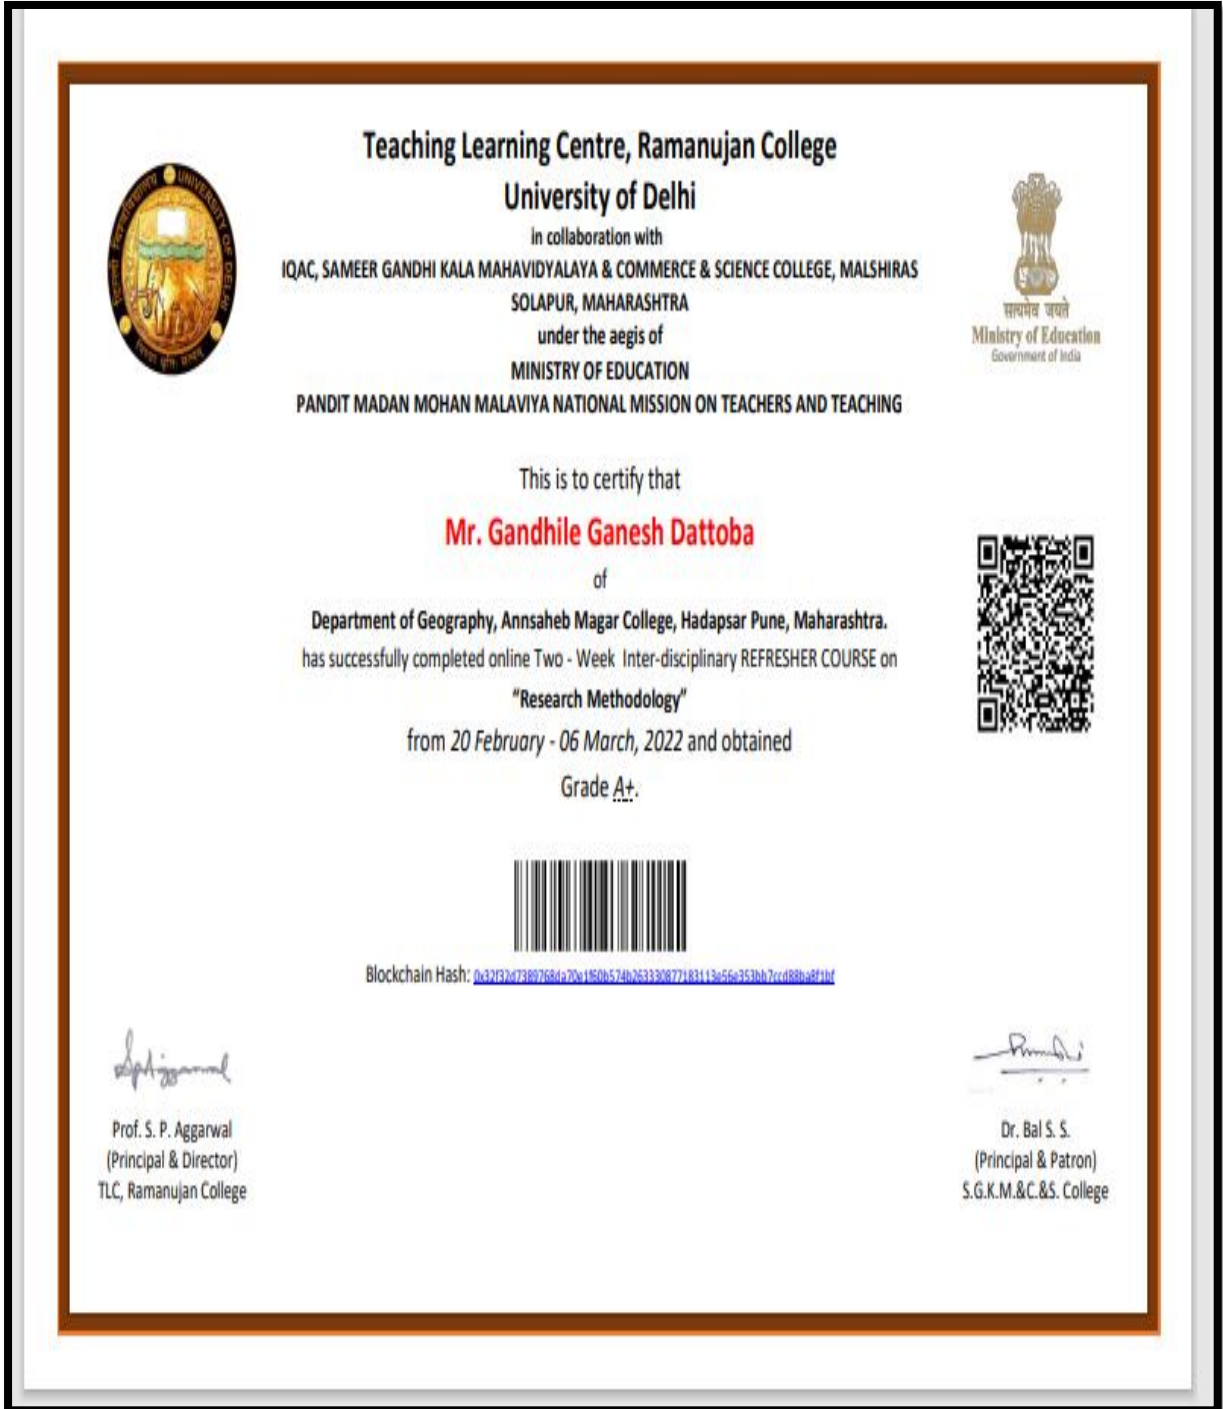 Teaching Learning Centre, Ramanujan College
University of Delhi
in collaboration with
IQAC, SAMEER GANDHI KALA MAHAVIDYALAYA & COMMERCE & SCIENCE COLLEGE, MALSHIRAS
SOLAPUR, MAHARASHTRA
under the aegis of
MINISTRY OF EDUCATION
PANDIT MADAN MOHAN MALAVIYA NATIONAL MISSION ON TEACHERS AND TEACHING
UNIVERSITY OF DELHI
सत्यमेव जयते
Ministry of Education
Government of India
This is to certify that
Mr. Gandhile Ganesh Dattoba
of
Department of Geography, Annsaheb Magar College, Hadapsar Pune, Maharashtra.
has successfully completed online Two - Week Inter-disciplinary REFRESHER COURSE on
“Research Methodology”
from 20 February - 06 March, 2022 and obtained
Grade A+.
Blockchain Hash:
Prof. S. P. Aggarwal
(Principal & Director)
TLC, Ramanujan College
Dr. Bal S. S.
(Principal & Patron)
S.G.K.M.&C.&S. College